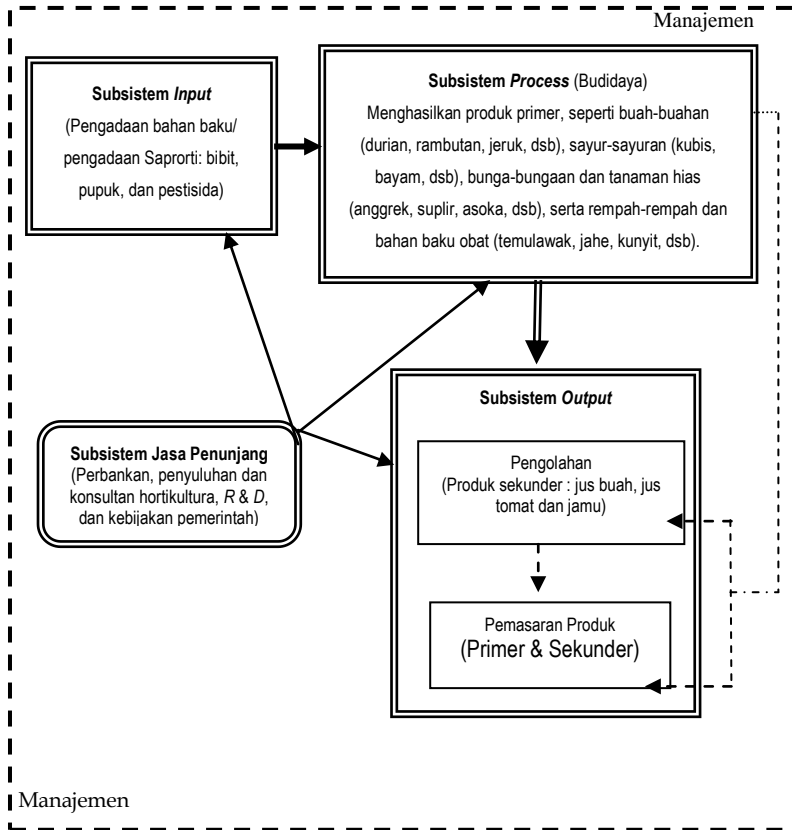 Manajemen
Subsistem Input
(Pengadaan bahan baku/
pengadaan Saprorti: bibit,
pupuk, dan pestisida)
Subsistem Process (Budidaya)
Menghasilkan produk primer, seperti buah-buahan
(durian, rambutan, jeruk, dsb), sayur-sayuran (kubis,
bayam, dsb), bunga-bungaan dan tanaman hias
(anggrek, suplir, asoka, dsb), serta rempah-rempah dan
bahan baku obat (temulawak, jahe, kunyit, dsb).
Subsistem Jasa Penunjang
(Perbankan, penyuluhan dan
konsultan hortikultura, R & D,
dan kebijakan pemerintah)
Subsistem Output
Pengolahan
(Produk sekunder : jus buah, jus
tomat dan jamu)
Pemasaran Produk
(Primer & Sekunder)
Manajemen